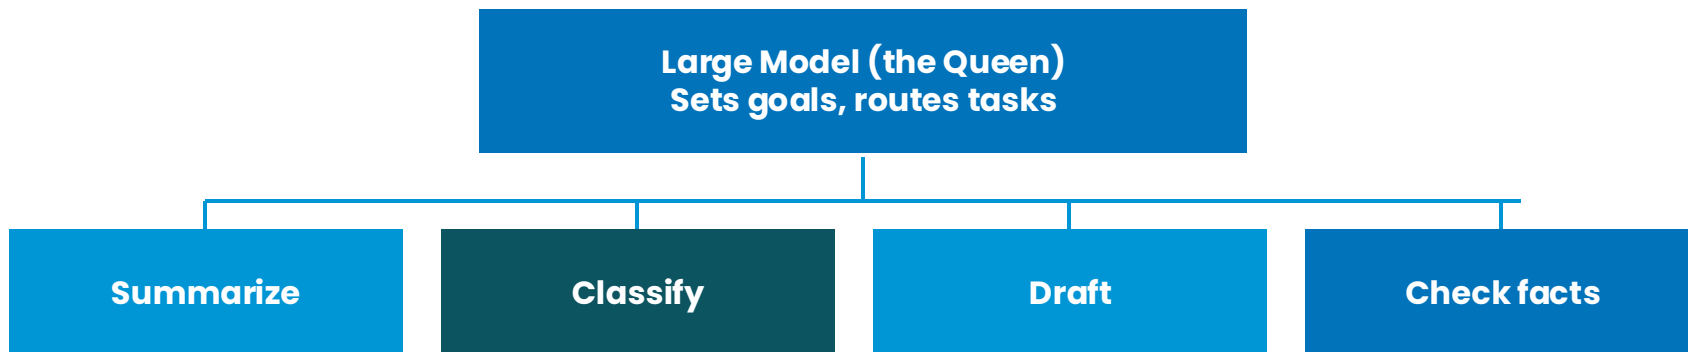 Large Model (the Queen)
Sets goals, routes tasks
Summarize
Classify
Draft
Check facts